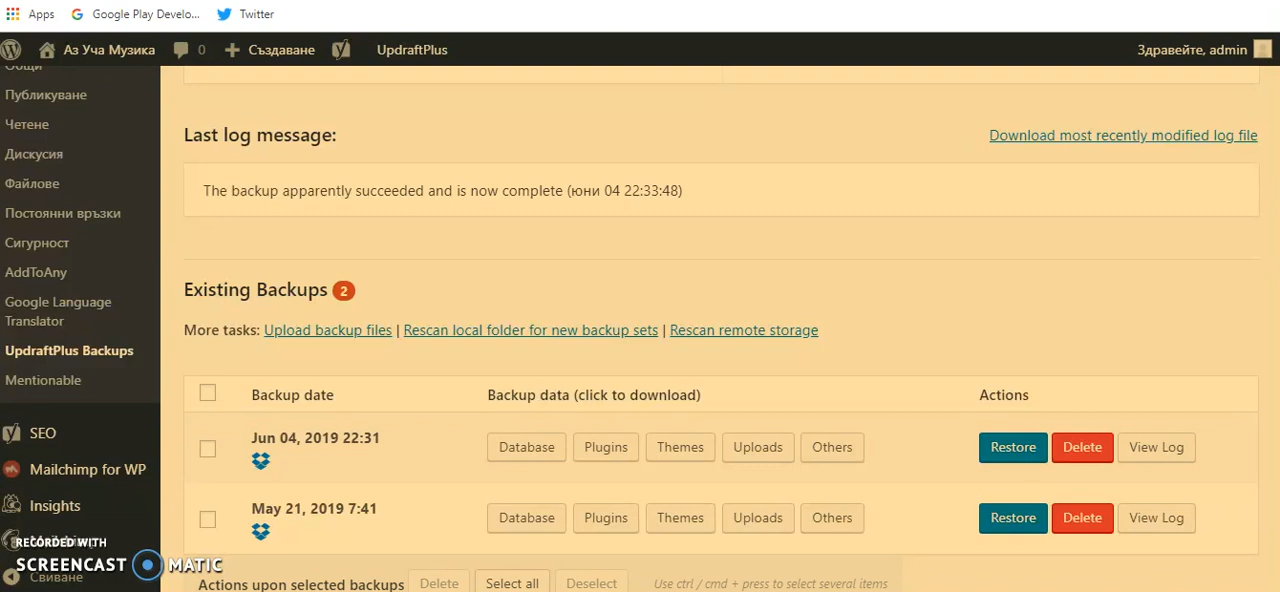 Apps Google Play Develo... Twitter
Аз Уча Музика 0 Създаване UpdraftPlus Здравейте, admin
Общи
Публикуване
Четене
Дискусия
Файлове
Постоянни връзки
Сигурност
AddToAny
Google Language
Translator
UpdraftPlus Backups
Mentionable
SEO
Mailchimp for WP
Insights
Свиване
Last log message: Download most recently modified log file
The backup apparently succeeded and is now complete (юни 04 22:33:48)
Existing Backups 2
More tasks: Upload backup files | Rescan local folder for new backup sets | Rescan remote storage
Backup date Backup data (click to download) Actions
Jun 04, 2019 22:31 Database Plugins Themes Uploads Others Restore Delete View Log
May 21, 2019 7:41 Database Plugins Themes Uploads Others Restore Delete View Log
Actions upon selected backups Delete Select all Deselect Use ctrl / cmd + press to select several items
RECORDED WITH
SCREENCAST MATIC